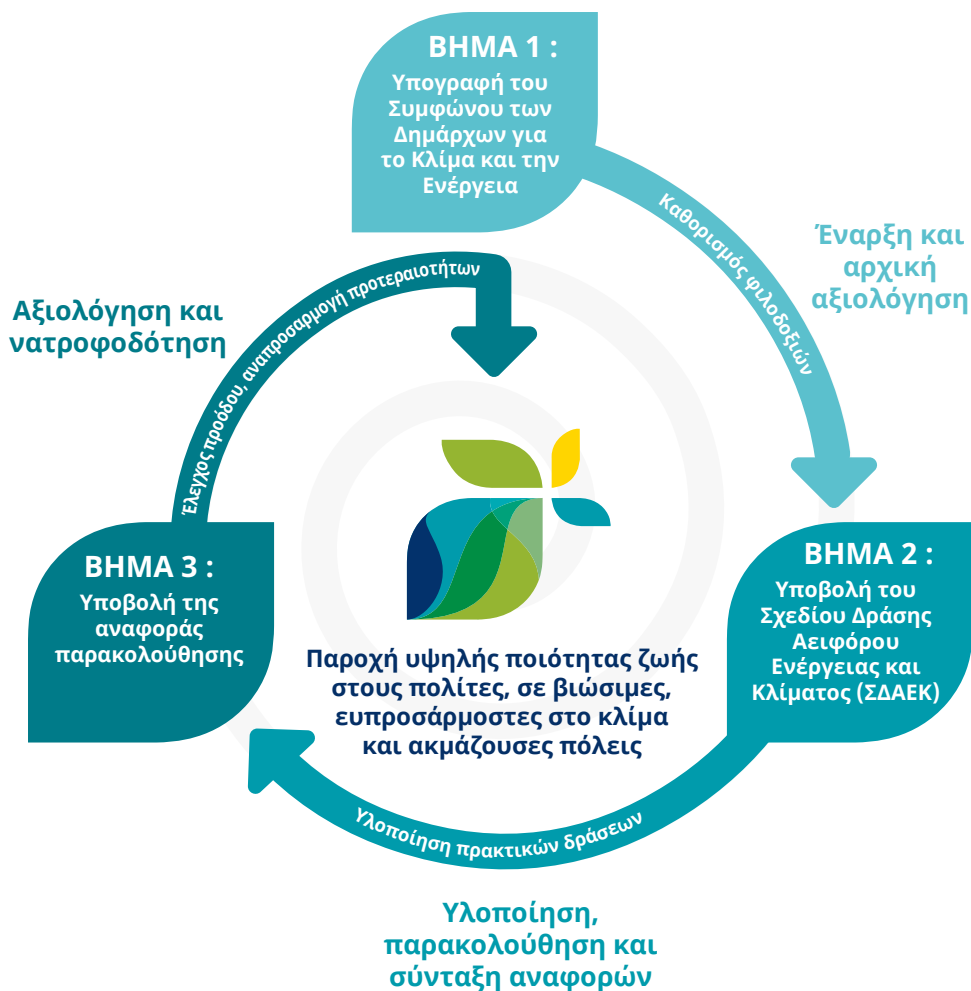 ΒΗΜΑ 1 :
Υπογραφή του
Συμφώνου των
Δημάρχων για
το Κλίμα και την
Ενέργεια
Καθορισμός φιλοδοξιών
Έναρξη και
αρχική
αξιολόγηση
ΒΗΜΑ 2 :
Υποβολή του
Σχεδίου Δράσης
Αειφόρου
Ενέργειας και
Κλίματος (ΣΔΑΕΚ)
Υλοποίηση πρακτικών δράσεων
Υλοποίηση,
παρακολούθηση και
σύνταξη αναφορών
ΒΗΜΑ 3 :
Υποβολή της
αναφοράς
παρακολούθησης
Έλεγχος προόδου, αναπροσαρμογή προτεραιοτήτων
Αξιολόγηση και
νατροφοδότηση
Παροχή υψηλής ποιότητας ζωής
στους πολίτες, σε βιώσιμες,
ευπροσάρμοστες στο κλίμα
και ακμάζουσες πόλεις